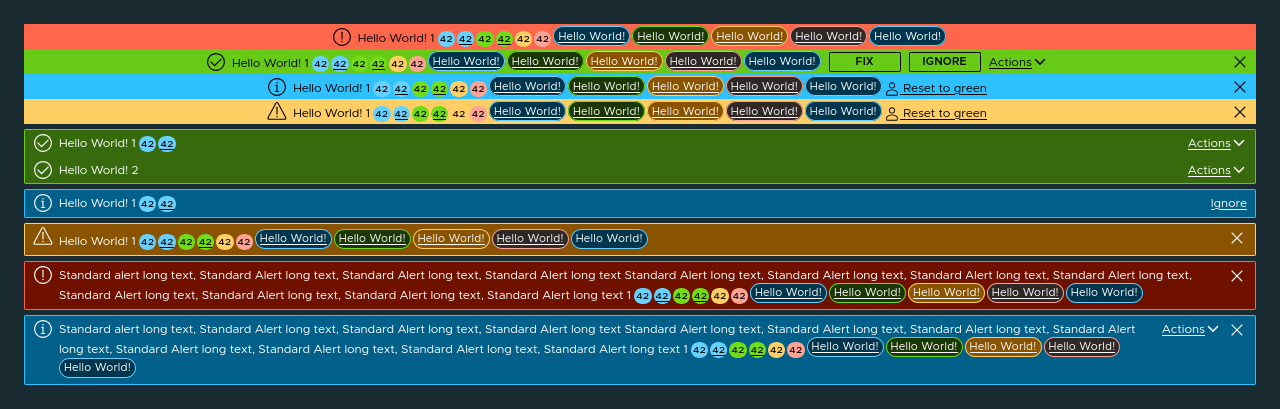 Hello World! 1 42 42 42 42 42 42 Hello World! Hello World! Hello World! Hello World! Hello World!
Hello World! 1 42 42 42 42 42 42 Hello World! Hello World! Hello World! Hello World! Hello World! FIX IGNORE Actions
Hello World! 1 42 42 42 42 42 42 Hello World! Hello World! Hello World! Hello World! Hello World! Reset to green
Hello World! 1 42 42 42 42 42 42 Hello World! Hello World! Hello World! Hello World! Hello World! Reset to green
Hello World! 1 42 42 Actions
Hello World! 2 Actions
Hello World! 1 42 42 Ignore
Hello World! 1 42 42 42 42 42 42 Hello World! Hello World! Hello World! Hello World! Hello World!
Standard alert long text, Standard Alert long text, Standard Alert long text, Standard Alert long text Standard Alert long text, Standard Alert long text, Standard Alert long text, Standard Alert long text,
Standard Alert long text, Standard Alert long text, Standard Alert long text, Standard Alert long text 1 42 42 42 42 42 42 Hello World! Hello World! Hello World! Hello World! Hello World!
Standard alert long text, Standard Alert long text, Standard Alert long text, Standard Alert long text Standard Alert long text, Standard Alert long text, Standard Alert long text, Standard Alert Actions
long text, Standard Alert long text, Standard Alert long text, Standard Alert long text, Standard Alert long text 1 42 42 42 42 42 42 Hello World! Hello World! Hello World! Hello World!
Hello World!